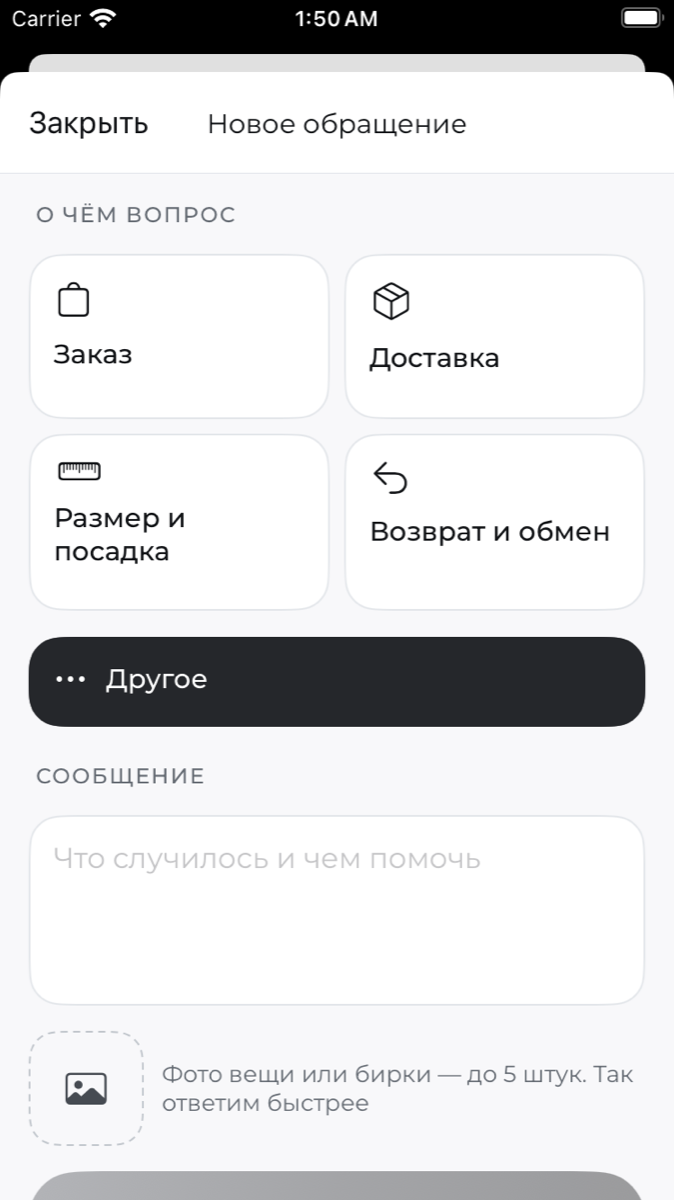 Carrier 1:50 AM
Закрыть Новое обращение
О ЧЁМ ВОПРОС
Заказ
Доставка
Размер и
посадка
Возврат и обмен
Другое
СООБЩЕНИЕ
Что случилось и чем помочь
Фото вещи или бирки — до 5 штук. Так
ответим быстрее